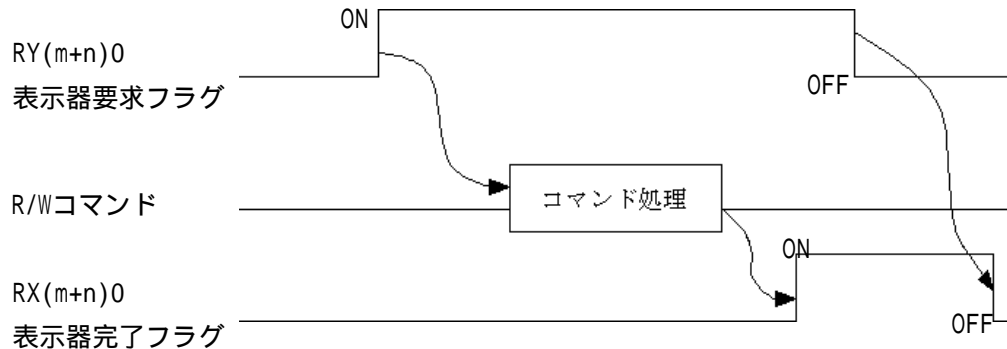 ON
RY(m+n)0
表示器要求フラグ
OFF
R/Wコマンド
コマンド処理
ON
RX(m+n)0
表示器完了フラグ
OFF